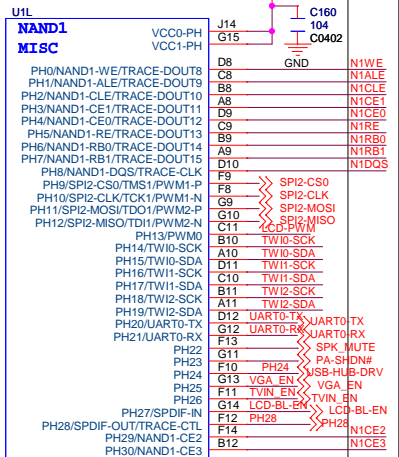 U1L
NAND1
MISC
C160
104
C0402
GND
VCC0-PH J14
VCC1-PH G15
PH0/NAND1-WE/TRACE-DOUT8 D8 N1WE
PH1/NAND1-ALE/TRACE-DOUT9 C8 N1ALE
PH2/NAND1-CLE/TRACE-DOUT10 B8 N1CLE
PH3/NAND1-CE1/TRACE-DOUT11 A8 N1CE1
PH4/NAND1-CE0/TRACE-DOUT12 D9 N1CE0
PH5/NAND1-RE/TRACE-DOUT13 C9 N1RE
PH6/NAND1-RB0/TRACE-DOUT14 B9 N1RB0
PH7/NAND1-RB1/TRACE-DOUT15 A9 N1RB1
PH8/NAND1-DQS/TRACE-CLK D10 N1DQS
PH9/SPI2-CS0/TMS1/PWM1-P F9 SPI2-CS0
PH10/SPI2-CLK/TCK1/PWM1-N F8 SPI2-CLK
PH11/SPI2-MOSI/TDO1/PWM2-P G9 SPI2-MOSI
PH12/SPI2-MISO/TDI1/PWM2-N G10 SPI2-MISO
PH13/PWM0 C11 LCD-PWM
PH14/TWI0-SCK B10 TWI0-SCK
PH15/TWI0-SDA A10 TWI0-SDA
PH16/TWI1-SCK D11 TWI1-SCK
PH17/TWI1-SDA C10 TWI1-SDA
PH18/TWI2-SCK B11 TWI2-SCK
PH19/TWI2-SDA A11 TWI2-SDA
PH20/UART0-TX D12 UART0-TX UART0-TX
PH21/UART0-RX G12 UART0-RX UART0-RX
PH22 F13 SPK_MUTE
PH23 G11 PA-SHDN#
PH24 F10 PH24 USB-HUB-DRV
PH25 G13 VGA_EN VGA_EN
PH26 F11 TVIN_EN TVIN_EN
PH27/SPDIF-IN G14 LCD-BL-EN LCD-BL-EN
PH28/SPDIF-OUT/TRACE-CTL F12 PH28 PH28
PH29/NAND1-CE2 F14 N1CE2
PH30/NAND1-CE3 B12 N1CE3